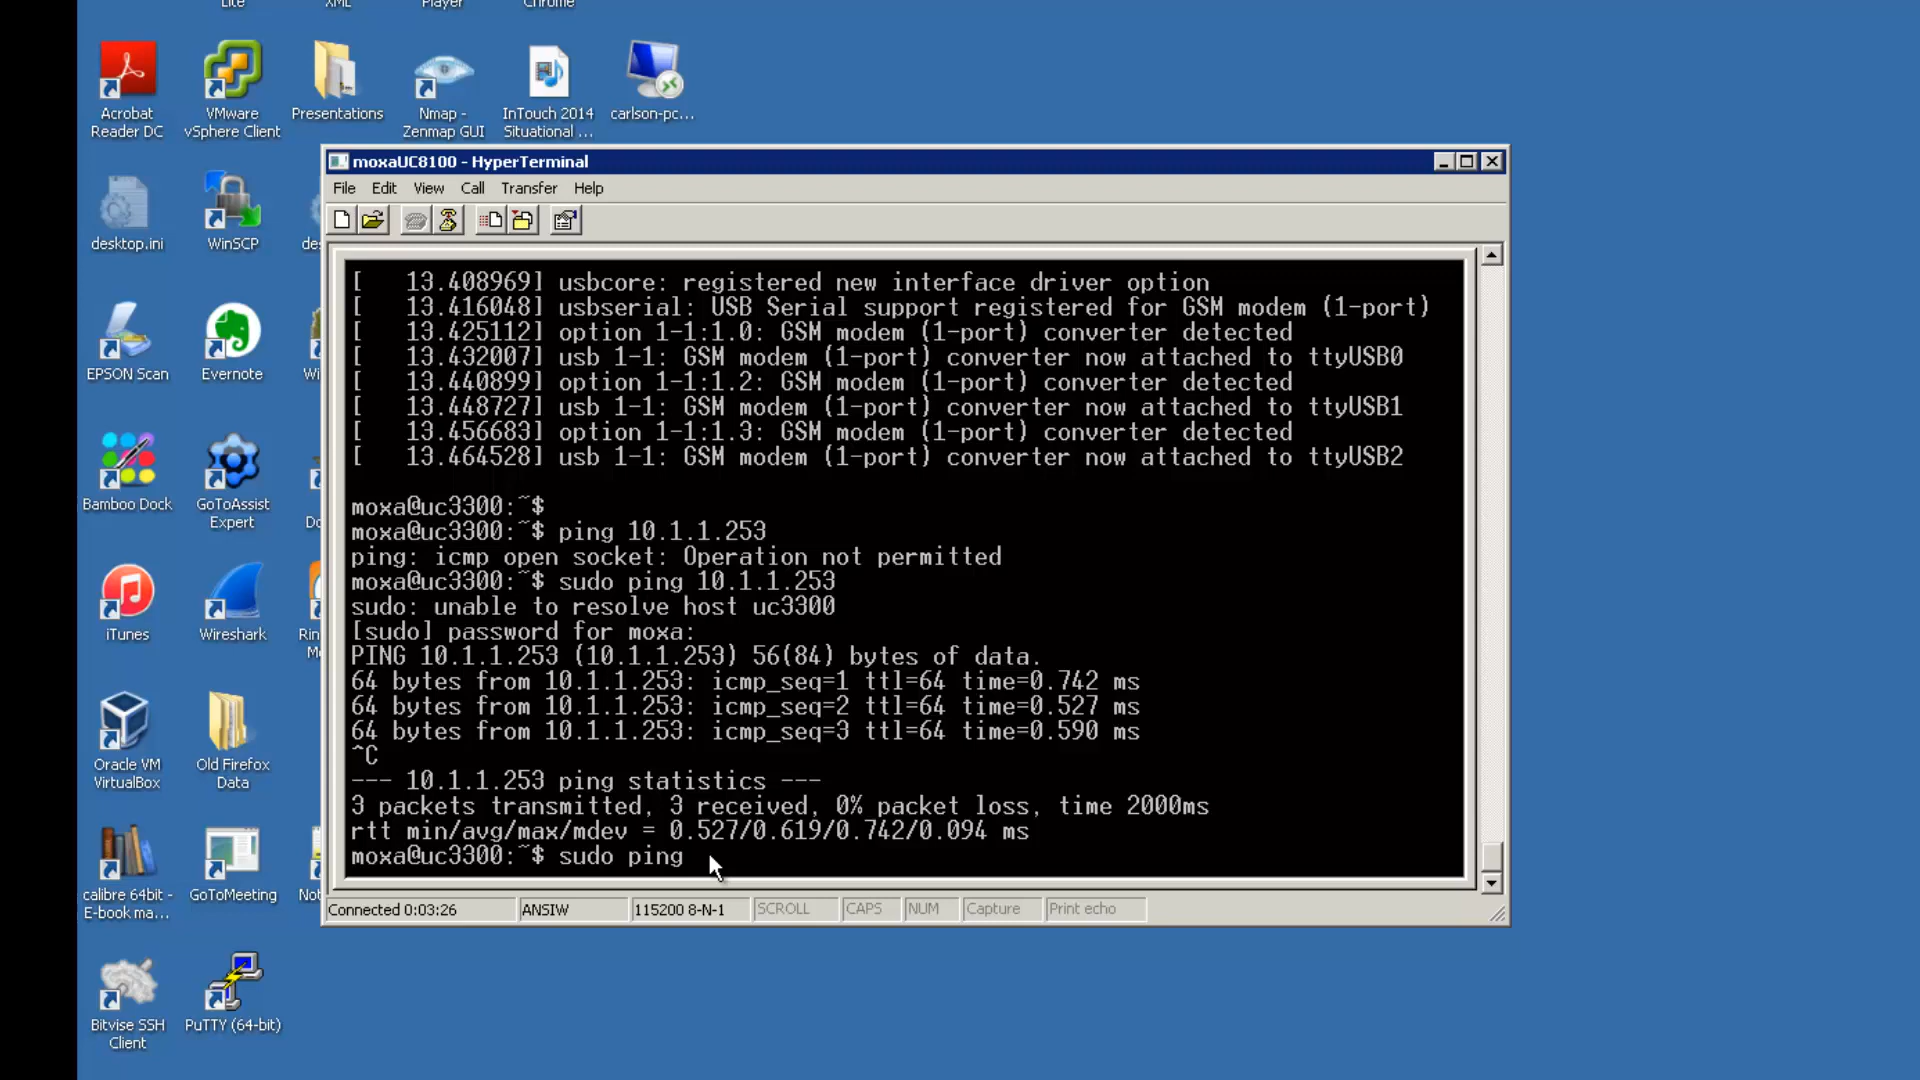 Lite
XML
Player
Chrome
Acrobat
Reader DC
VMware
vSphere Client
Presentations
Nmap -
Zenmap GUI
InTouch 2014
Situational ...
carlson-pc...
moxaUC8100 - HyperTerminal
File Edit View Call Transfer Help
desktop.ini
WinSCP
des
EPSON Scan
Evernote
Wi
Bamboo Dock
GoToAssist
Expert
Do
iTunes
Wireshark
Rin
M
Oracle VM
VirtualBox
Old Firefox
Data
calibre 64bit -
E-book ma...
GoToMeeting
Not
Bitvise SSH
Client
PuTTY (64-bit)
[   13.408969] usbcore: registered new interface driver option
[   13.416048] usbserial: USB Serial support registered for GSM modem (1-port)
[   13.425112] option 1-1:1.0: GSM modem (1-port) converter detected
[   13.432007] usb 1-1: GSM modem (1-port) converter now attached to ttyUSB0
[   13.440899] option 1-1:1.2: GSM modem (1-port) converter detected
[   13.448727] usb 1-1: GSM modem (1-port) converter now attached to ttyUSB1
[   13.456683] option 1-1:1.3: GSM modem (1-port) converter detected
[   13.464528] usb 1-1: GSM modem (1-port) converter now attached to ttyUSB2
moxa@uc3300:~$
moxa@uc3300:~$ ping 10.1.1.253
ping: icmp open socket: Operation not permitted
moxa@uc3300:~$ sudo ping 10.1.1.253
sudo: unable to resolve host uc3300
[sudo] password for moxa:
PING 10.1.1.253 (10.1.1.253) 56(84) bytes of data.
64 bytes from 10.1.1.253: icmp_seq=1 ttl=64 time=0.742 ms
64 bytes from 10.1.1.253: icmp_seq=2 ttl=64 time=0.527 ms
64 bytes from 10.1.1.253: icmp_seq=3 ttl=64 time=0.590 ms
^C
--- 10.1.1.253 ping statistics ---
3 packets transmitted, 3 received, 0% packet loss, time 2000ms
rtt min/avg/max/mdev = 0.527/0.619/0.742/0.094 ms
moxa@uc3300:~$ sudo ping
Connected 0:03:26 ANSIW 115200 8-N-1 SCROLL CAPS NUM Capture Print echo